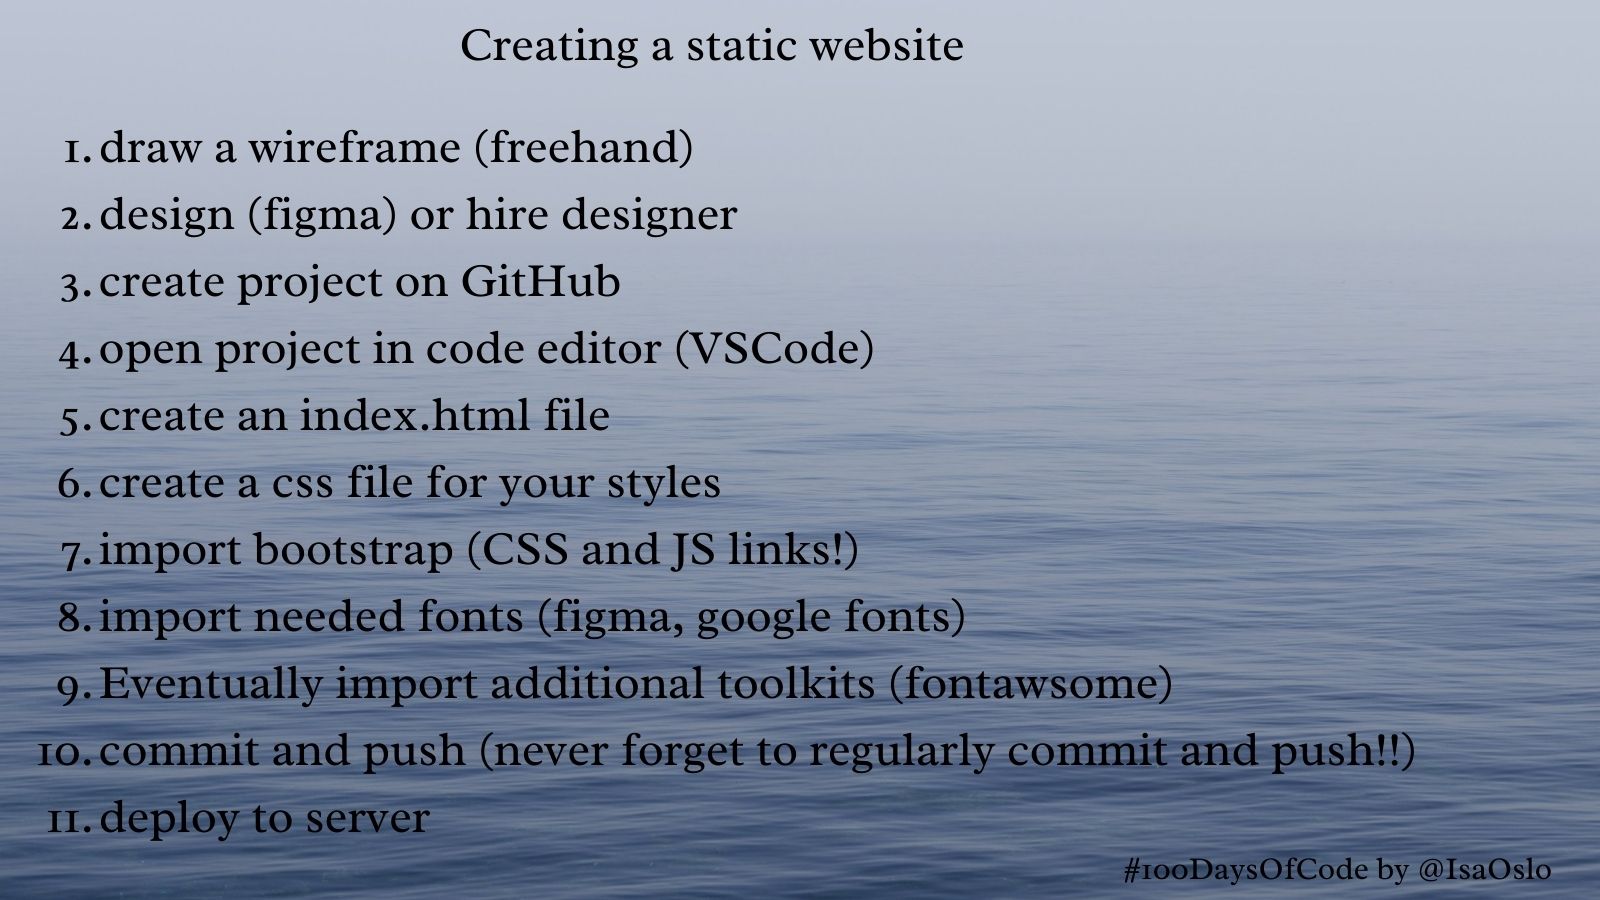 Creating a static website
1. draw a wireframe (freehand)
2. design (figma) or hire designer
3. create project on GitHub
4. open project in code editor (VSCode)
5. create an index.html file
6. create a css file for your styles
7. import bootstrap (CSS and JS links!)
8. import needed fonts (figma, google fonts)
9. Eventually import additional toolkits (fontawsome)
10. commit and push (never forget to regularly commit and push!!)
11. deploy to server
#100DaysOfCode by @IsaOslo